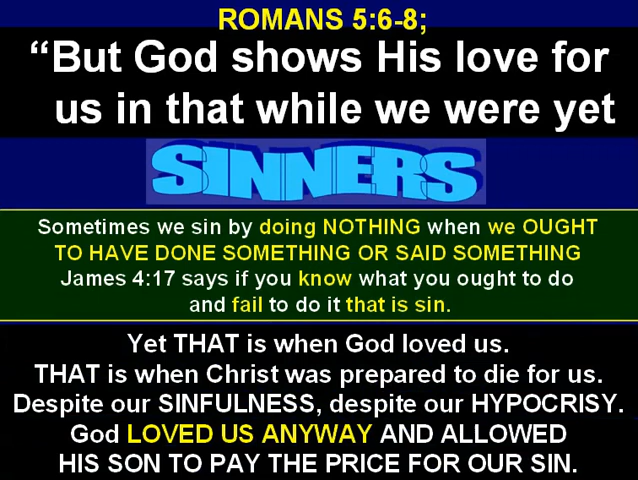 ROMANS 5:6-8;
“But God shows His love for
us in that while we were yet
SINNERS
Sometimes we sin by doing NOTHING when we OUGHT
TO HAVE DONE SOMETHING OR SAID SOMETHING
James 4:17 says if you know what you ought to do
and fail to do it that is sin.
Yet THAT is when God loved us.
THAT is when Christ was prepared to die for us.
Despite our SINFULNESS, despite our HYPOCRISY.
God LOVED US ANYWAY AND ALLOWED
HIS SON TO PAY THE PRICE FOR OUR SIN.